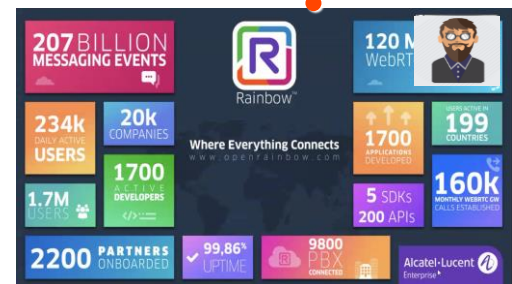 207 BILLION
MESSAGING EVENTS
234k
DAILY ACTIVE
USERS
20k
COMPANIES
1.7M
USERS
1700
ACTIVE
DEVELOPERS
2200 PARTNERS
ONBOARDED
99,86%
UPTIME
R
Rainbow™
Where Everything Connects
www.openrainbow.com
120 M
WebRT
1700
APPLICATIONS
DEVELOPED
USERS ACTIVE IN
199
COUNTRIES
5 SDKs
200 APIs
160k
MONTHLY WEBRTC GW
CALLS ESTABLISHED
9800
PBX
CONNECTED
Alcatel·Lucent
Enterprise